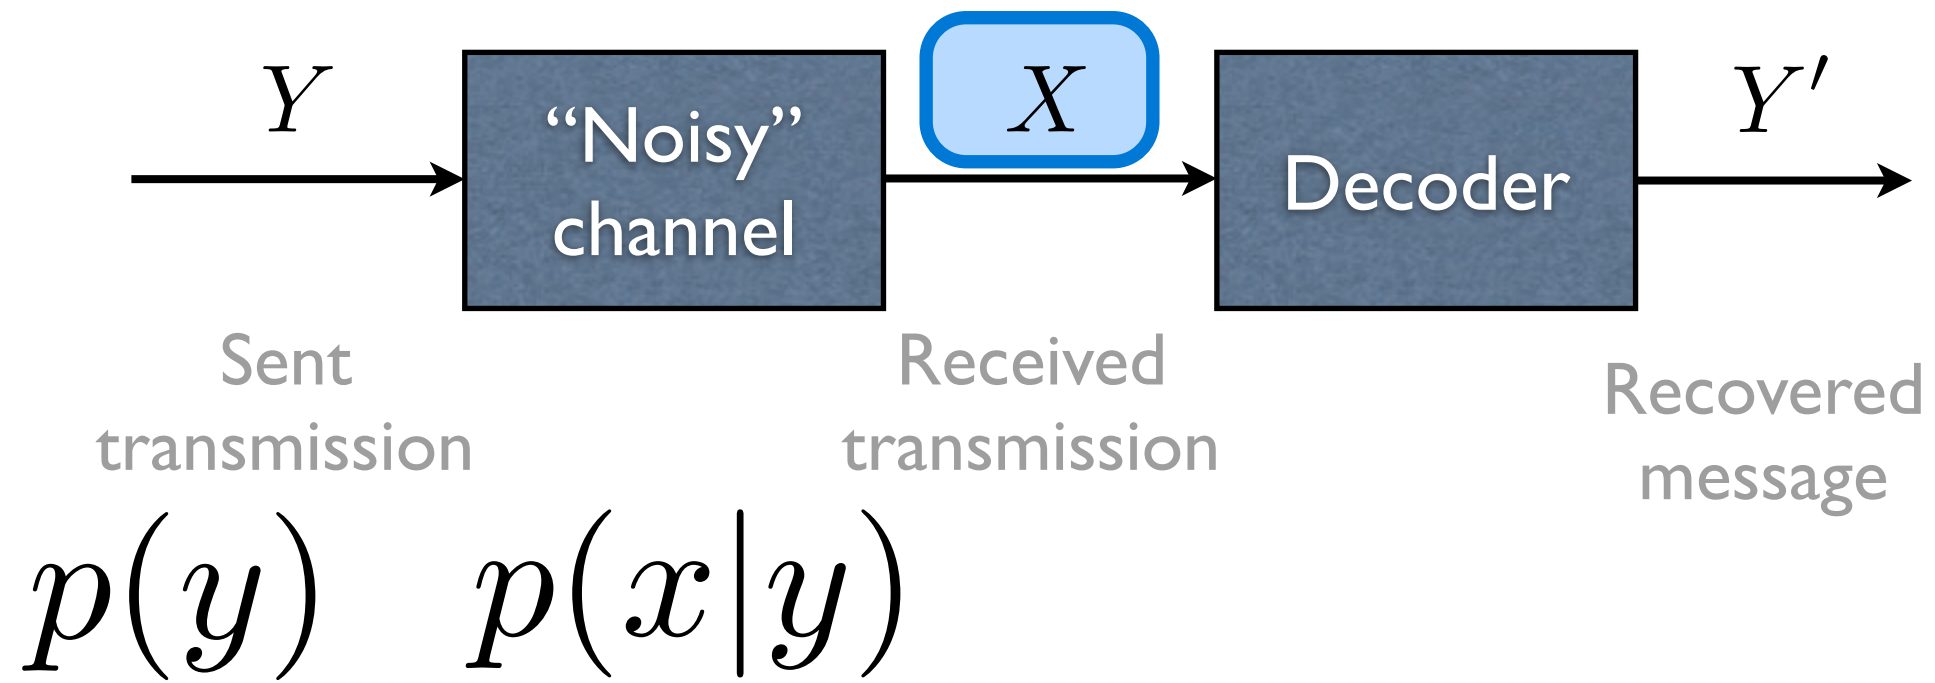 Y
“Noisy”
channel
X
Decoder
Y′
Sent
transmission
Received
transmission
Recovered
message
p(y)
p(x|y)